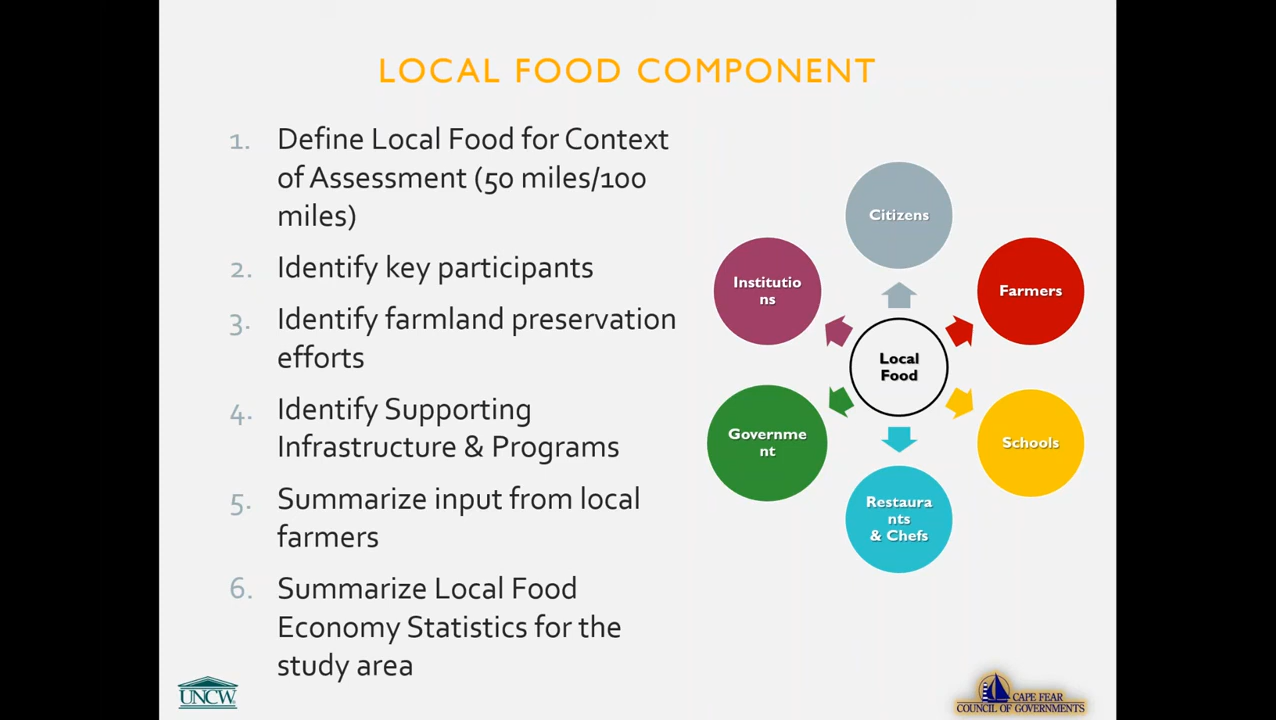 LOCAL FOOD COMPONENT
1. Define Local Food for Context
of Assessment (50 miles/100
miles)
2. Identify key participants
3. Identify farmland preservation
efforts
4. Identify Supporting
Infrastructure & Programs
5. Summarize input from local
farmers
6. Summarize Local Food
Economy Statistics for the
study area
Citizens
Farmers
Schools
Restaura
nts
& Chefs
Governme
nt
Institutio
ns
Local
Food
UNCW
CAPE FEAR
COUNCIL OF GOVERNMENTS